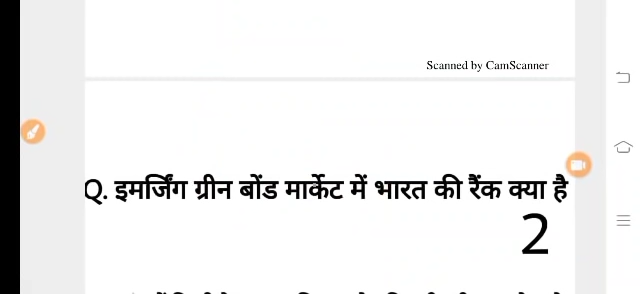 Scanned by CamScanner
Q. इमर्जिंग ग्रीन बोंड मार्केट में भारत की रैंक क्या है
2